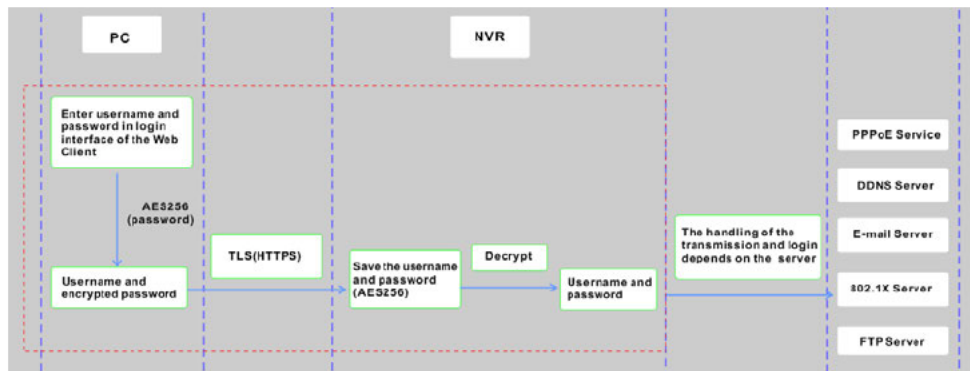 PC
NVR
Enter username and
password in login
interface of the Web
Client
AES256
(password)
Username and
encrypted password
TLS(HTTPS)
Save the username
and password
(AES256)
Decrypt
Username and
password
The handling of the
transmission and login
depends on the server
PPPoE Service
DDNS Server
E-mail Server
802.1X Server
FTP Server